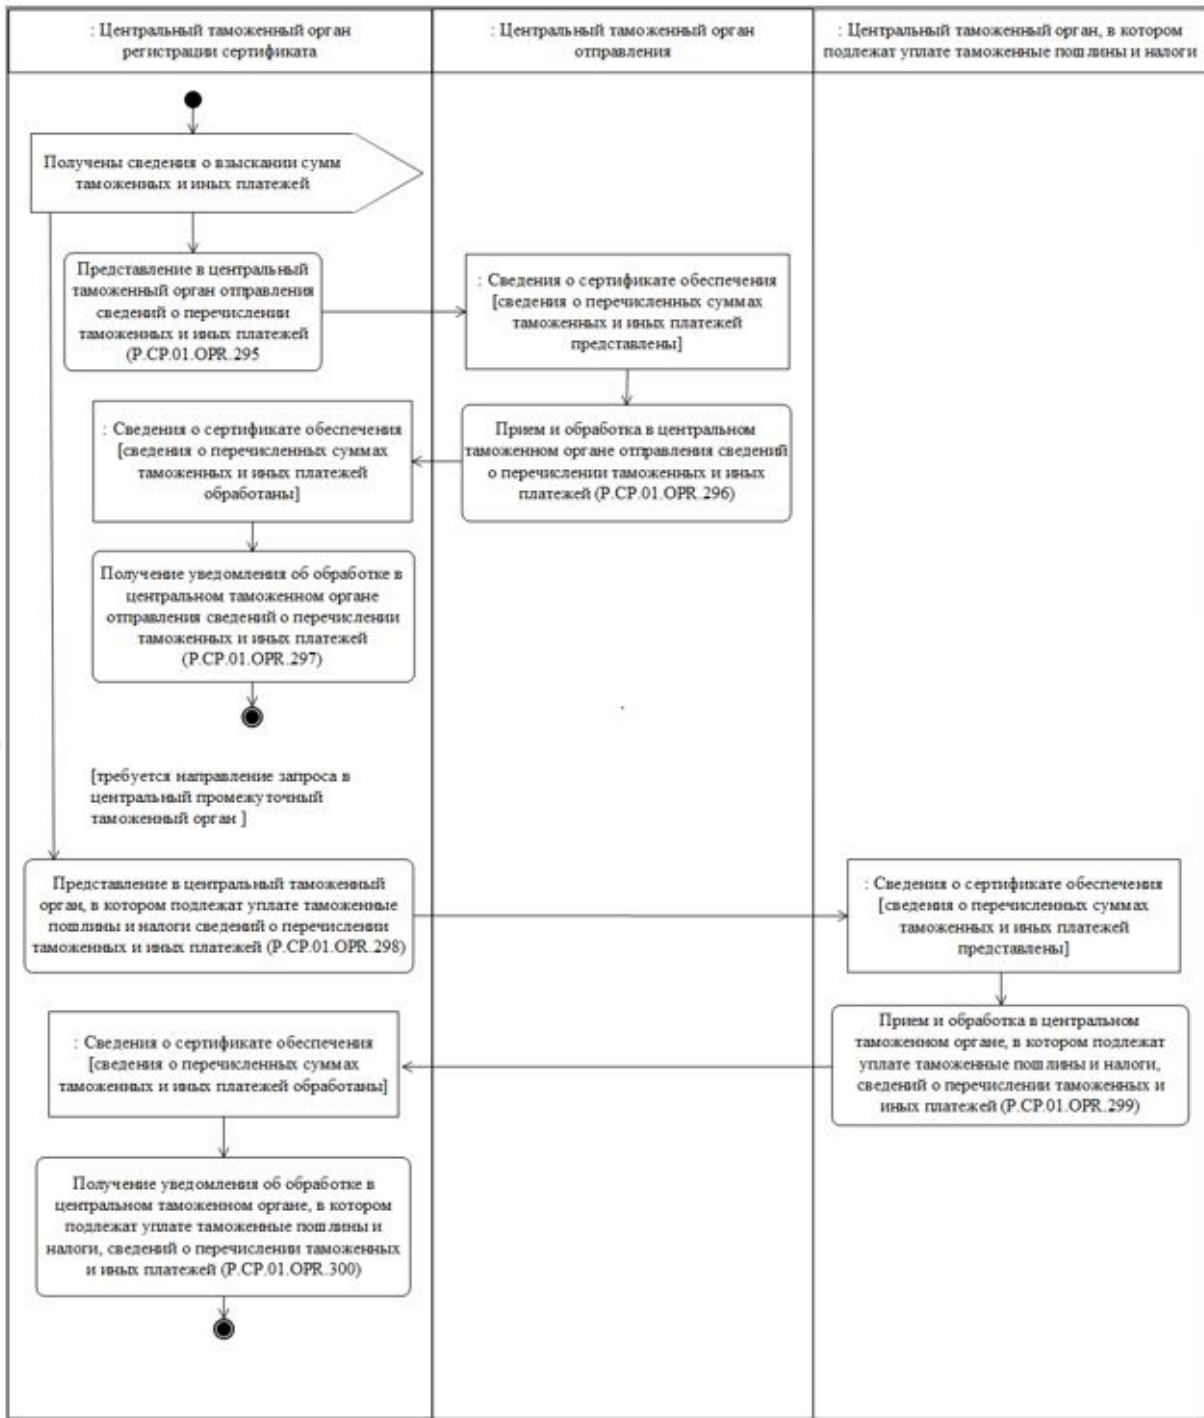 : Центральный таможенный орган
регистрации сертификата
: Центральный таможенный орган
отправления
: Центральный таможенный орган, в котором
подлежат уплате таможенные пошлины и налоги
Получены сведения о взыскании сумм
таможенных и иных платежей
Представление в центральный
таможенный орган отправления
сведений о перечислении
таможенных и иных платежей
(P.CP.01.OPR.295
: Сведения о сертификате обеспечения
[сведения о перечисленных суммах
таможенных и иных платежей
представлены]
: Сведения о сертификате обеспечения
[сведения о перечисленных суммах
таможенных и иных платежей
обработаны]
Прием и обработка в центральном
таможенном органе отправления сведений
о перечислении таможенных и иных
платежей (P.CP.01.OPR.296)
Получение уведомления об обработке в
центральном таможенном органе
отправления сведений о перечислении
таможенных и иных платежей
(P.CP.01.OPR.297)
[требуется направление запроса в
центральный промежуточный
таможенный орган ]
Представление в центральный таможенный
орган, в котором подлежат уплате таможенные
пошлины и налоги сведений о перечислении
таможенных и иных платежей (P.CP.01.OPR.298)
: Сведения о сертификате обеспечения
[сведения о перечисленных суммах
таможенных и иных платежей
представлены]
Прием и обработка в центральном
таможенном органе, в котором подлежат
уплате таможенные пошлины и налоги,
сведений о перечислении таможенных и
иных платежей (P.CP.01.OPR.299)
: Сведения о сертификате обеспечения
[сведения о перечисленных суммах
таможенных и иных платежей обработаны]
Получение уведомления об обработке в
центральном таможенном органе, в котором
подлежат уплате таможенные пошлины и
налоги, сведений о перечислении таможенных
и иных платежей (P.CP.01.OPR.300)